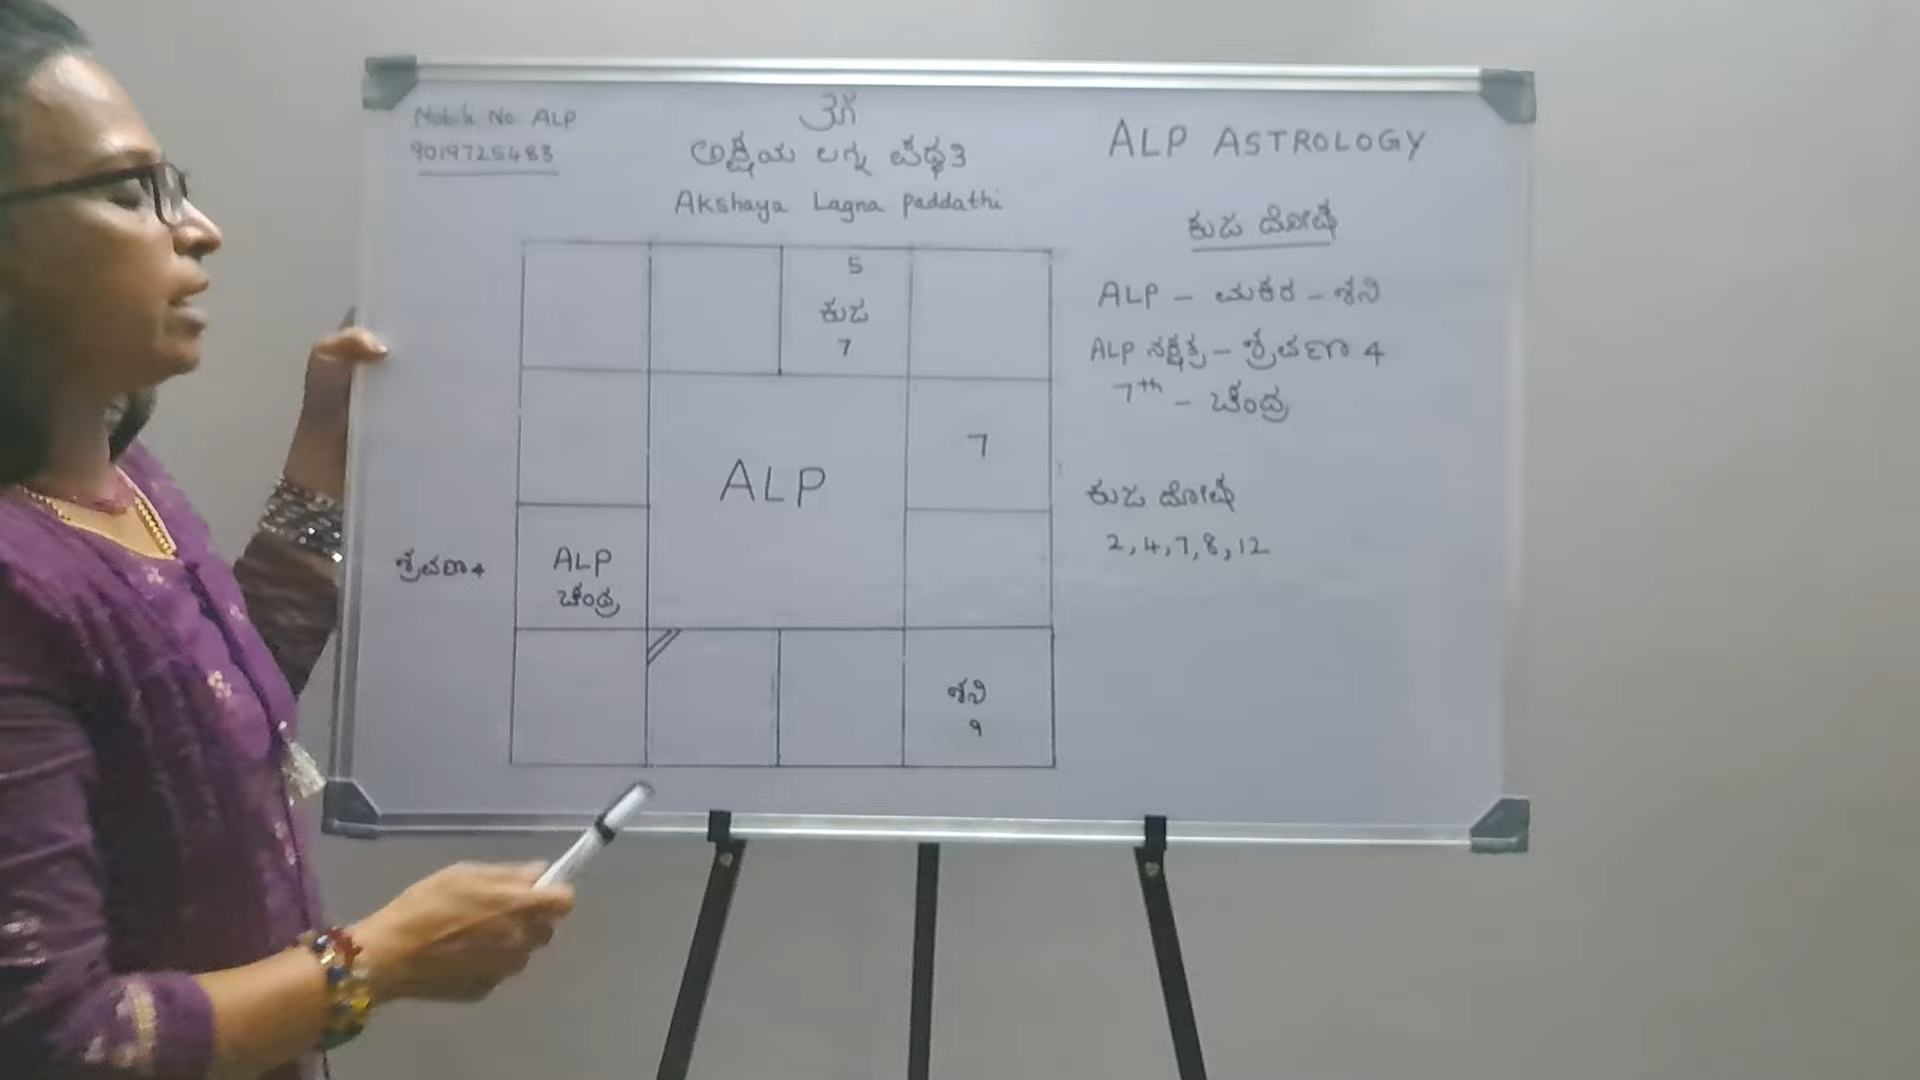 Mobile No ALP
9019725483
ಅಕ್ಷಯ ಲಗ್ನ ಪದ್ಧತಿ
Akshaya Lagna Paddathi
ALP ASTROLOGY
ಕುಜ ದೋಷ
ALP - ಮಕರ - ಶನಿ
ALP ನಕ್ಷತ್ರ - ಶ್ರವಣ 4
7th - ಚಂದ್ರ
ಕುಜ ದೋಷ
2, 4, 7, 8, 12
5
ಕುಜ
7
7
ALP
ಶ್ರವಣ 4
ALP
ಚಂದ್ರ
ಶನಿ
9